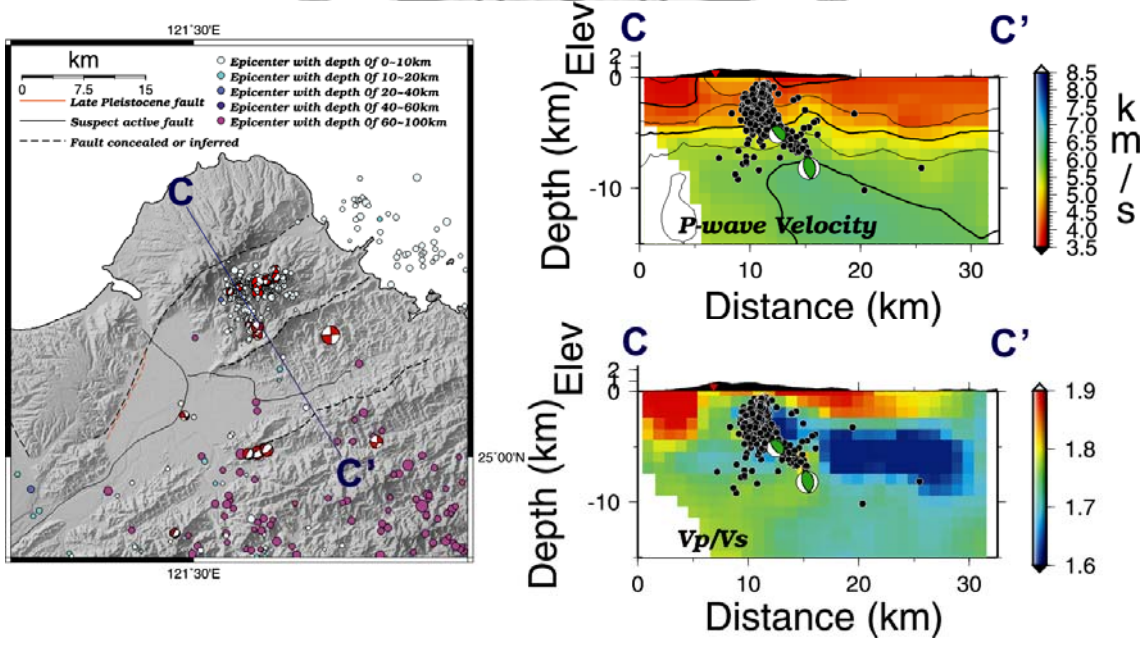 121°30'E
km
0 7.5 15
Late Pleistocene fault
Suspect active fault
Fault concealed or inferred
Epicenter with depth 0f 0~10km
Epicenter with depth 0f 10~20km
Epicenter with depth 0f 20~40km
Epicenter with depth 0f 40~60km
Epicenter with depth 0f 60~100km
C
C'
25°00'N
121°30'E
C C'
Elev
2
1
0
-10
Depth (km)
P-wave Velocity
0 10 20 30
Distance (km)
8.5
8.0
7.5
7.0
6.5
6.0
5.5
5.0
4.5
4.0
3.5
km/s
C C'
Elev
2
1
0
-10
Depth (km)
Vp/Vs
0 10 20 30
Distance (km)
1.9
1.8
1.7
1.6